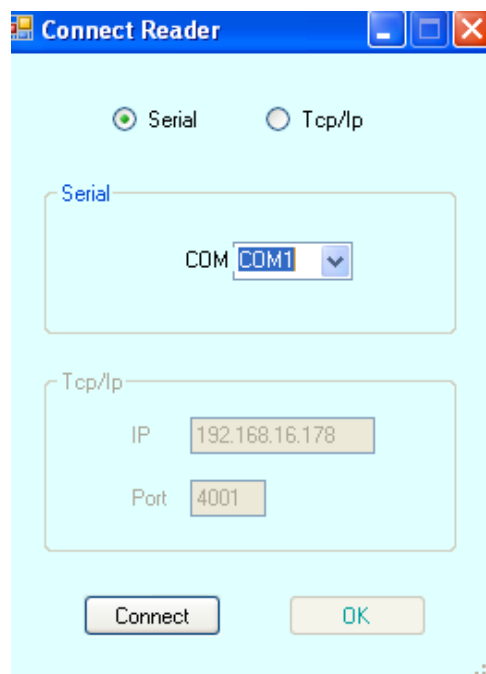 Connect Reader
Serial Tcp/Ip
Serial
COM COM1
Tcp/Ip
IP 192.168.16.178
Port 4001
Connect OK